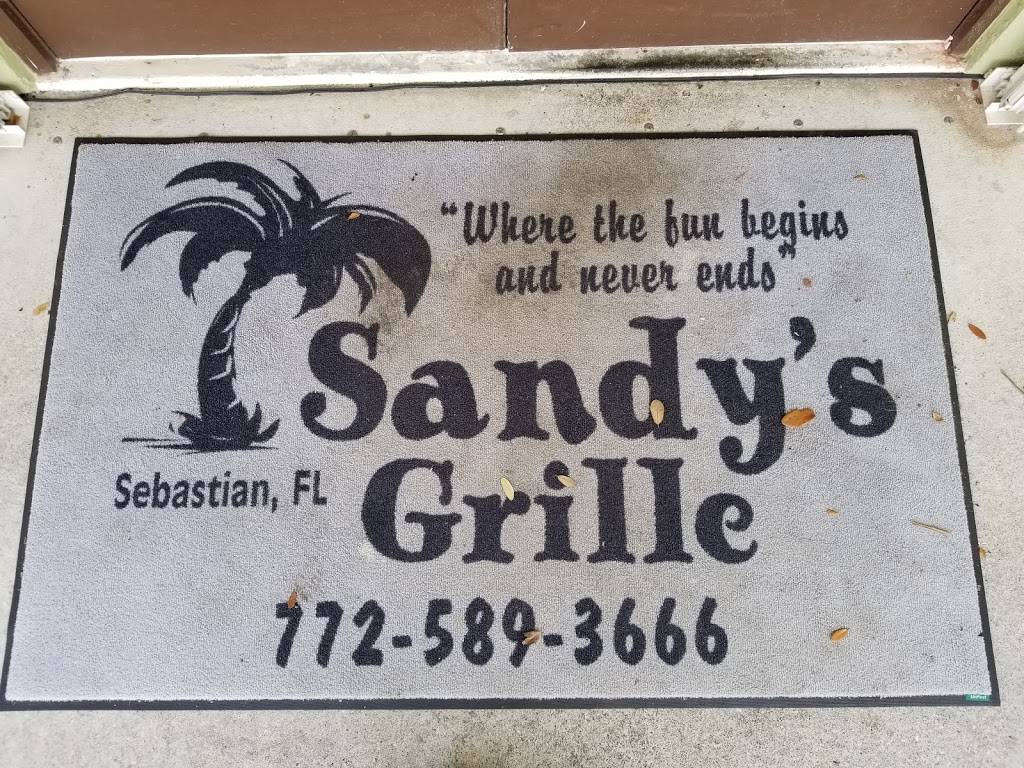 “Where the fun begins
and never ends”
Sandy's
Grille
Sebastian, FL
772-589-3666